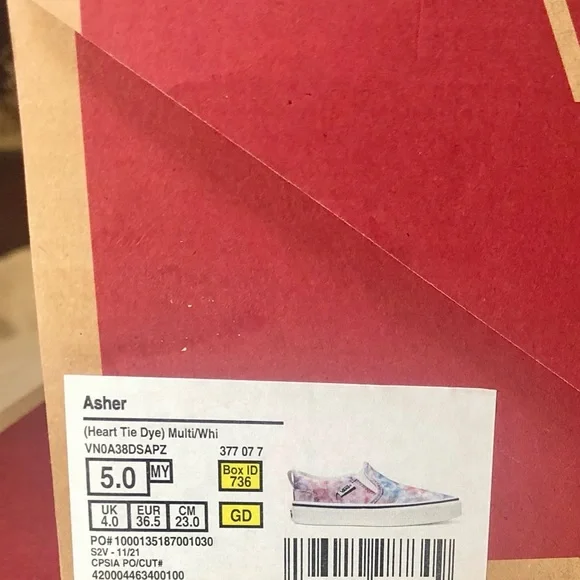 Asher
(Heart Tie Dye) Multi/Whi
VN0A38DSAPZ 377 07 7
5.0 MY Box ID 736
UK 4.0 EUR 36.5 CM 23.0 GD
PO# 1000135187001030
S2V - 11/21
CPSIA PO/CUT#
420004463400100